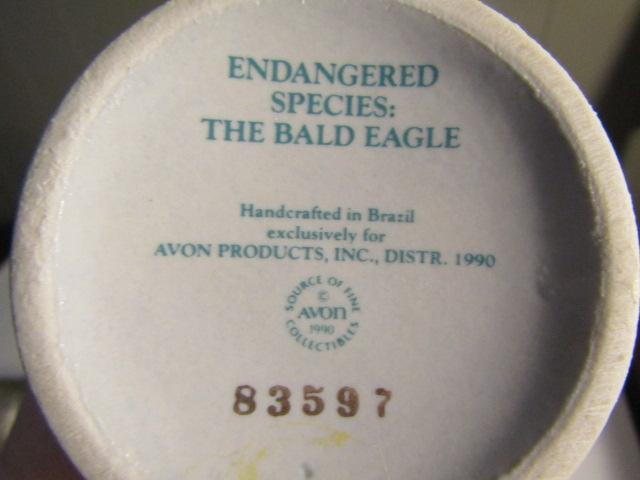 ENDANGERED
SPECIES:
THE BALD EAGLE
Handcrafted in Brazil
exclusively for
AVON PRODUCTS, INC., DISTR. 1990
SOURCE OF FINE
©
AVON
1990
COLLECTIBLES
83597